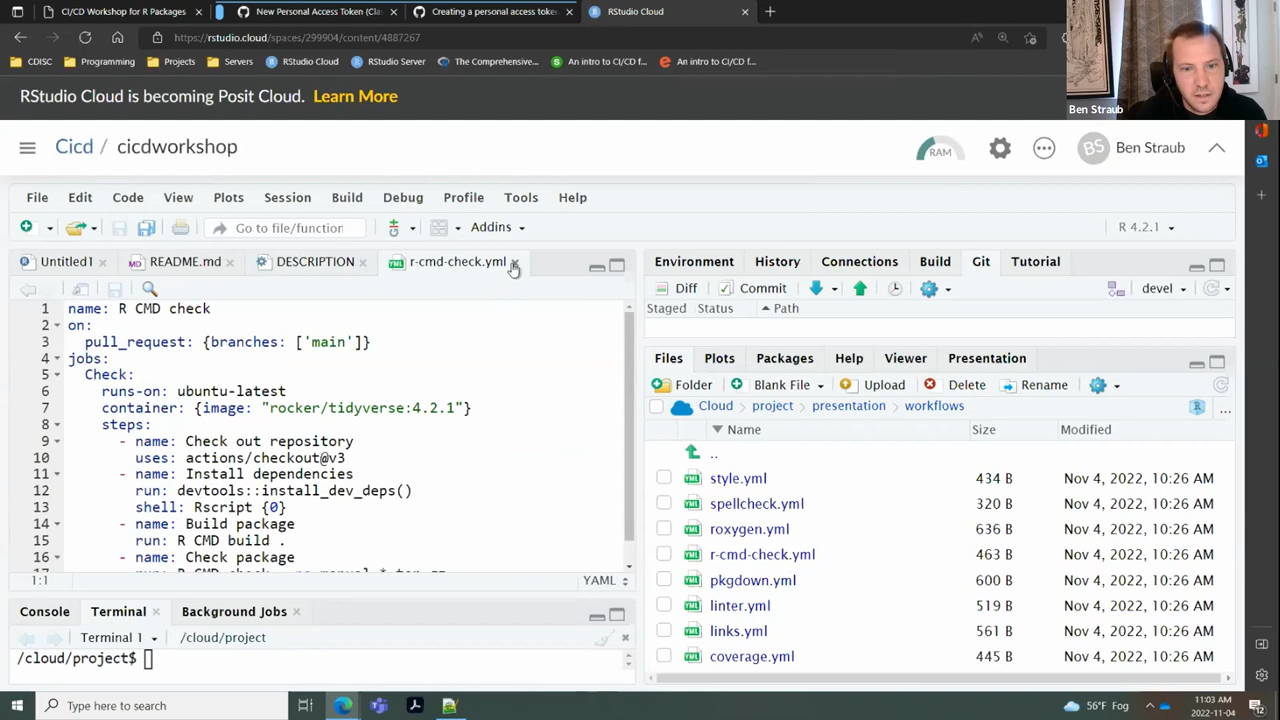 CI/CD Workshop for R Packages
New Personal Access Token (Cla
Creating a personal access toke
RStudio Cloud
https://rstudio.cloud/spaces/299904/content/4887267
CDISC
Programming
Projects
Servers
RStudio Cloud
RStudio Server
The Comprehensive...
An intro to CI/CD f...
An intro to CI/CD f...
Ben Straub
RStudio Cloud is becoming Posit Cloud. Learn More
Cicd / cicdworkshop
RAM
BS
Ben Straub
File Edit Code View Plots Session Build Debug Profile Tools Help
Go to file/function
Addins
R 4.2.1
Untitled1
README.md
DESCRIPTION
r-cmd-check.yml
1 name: R CMD check
2 on:
3 pull_request: {branches: ['main']}
4 jobs:
5 Check:
6 runs-on: ubuntu-latest
7 container: {image: "rocker/tidyverse:4.2.1"}
8 steps:
9 - name: Check out repository
10 uses: actions/checkout@v3
11 - name: Install dependencies
12 run: devtools::install_dev_deps()
13 shell: Rscript {0}
14 - name: Build package
15 run: R CMD build .
16 - name: Check package
1:1
YAML
Console
Terminal
Background Jobs
Terminal 1
/cloud/project
/cloud/project$
Environment History Connections Build Git Tutorial
Diff
Commit
devel
Staged Status Path
Files Plots Packages Help Viewer Presentation
Folder
Blank File
Upload
Delete
Rename
Cloud project presentation workflows
...
Name Size Modified
..
style.yml 434 B Nov 4, 2022, 10:26 AM
spellcheck.yml 320 B Nov 4, 2022, 10:26 AM
roxygen.yml 636 B Nov 4, 2022, 10:26 AM
r-cmd-check.yml 463 B Nov 4, 2022, 10:26 AM
pkgdown.yml 600 B Nov 4, 2022, 10:26 AM
linter.yml 519 B Nov 4, 2022, 10:26 AM
links.yml 561 B Nov 4, 2022, 10:26 AM
coverage.yml 445 B Nov 4, 2022, 10:26 AM
Type here to search
56°F Fog
11:03 AM
2022-11-04